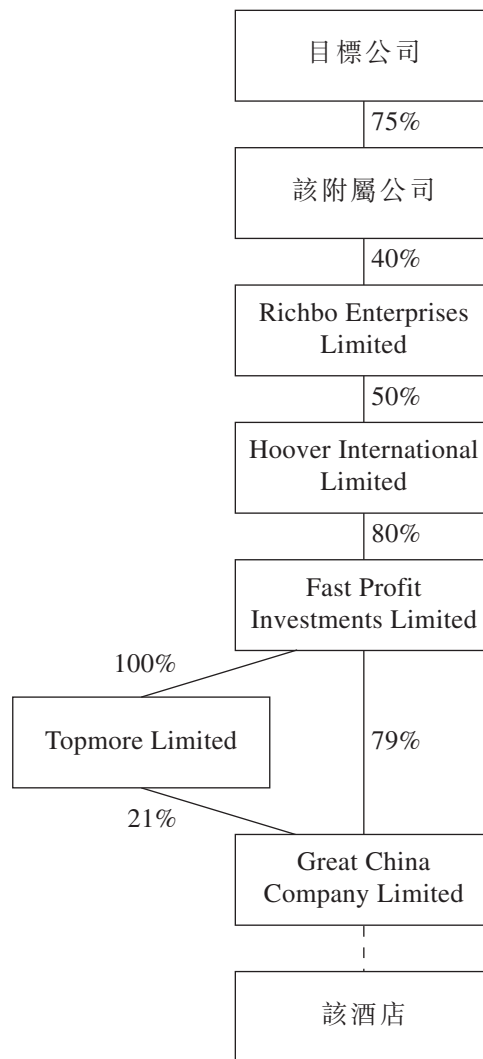 目標公司
75%
該附屬公司
40%
Richbo Enterprises
Limited
50%
Hoover International
Limited
80%
Fast Profit
Investments Limited
100%
Topmore Limited
79%
21%
Great China
Company Limited
該酒店